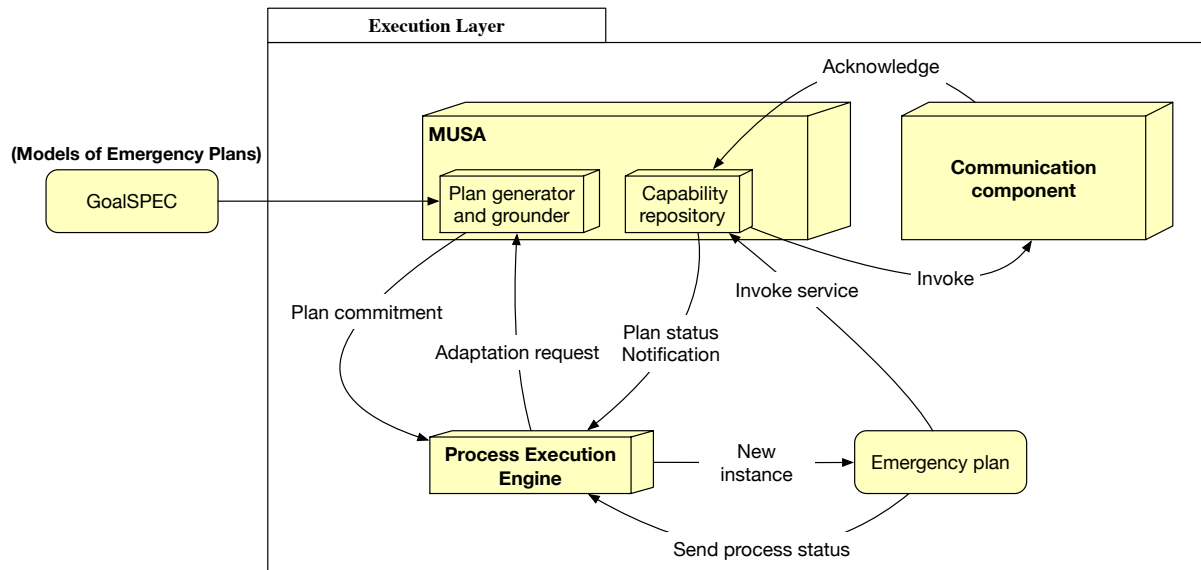 Execution Layer
Acknowledge
MUSA
(Models of Emergency Plans)
GoalSPEC
Plan generator
and grounder
Capability
repository
Communication
component
Invoke
Invoke service
Plan commitment
Plan status
Notification
Adaptation request
Process Execution
Engine
New
instance
Emergency plan
Send process status